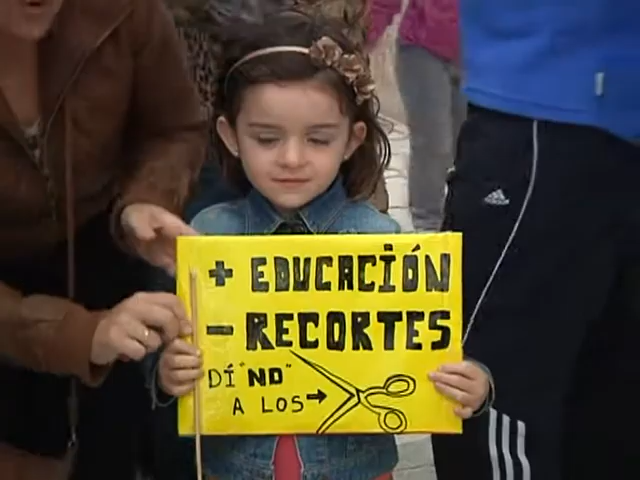 + EDUCACIÓN
- RECORTES
DÍ "NO"
A LOS →